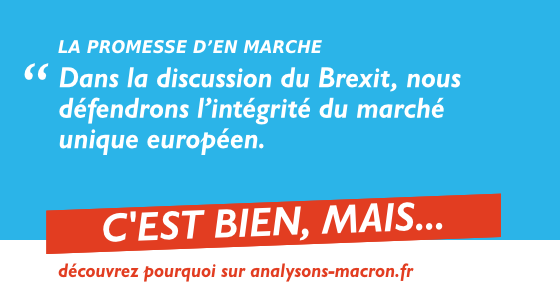 LA PROMESSE D’EN MARCHE
“ Dans la discussion du Brexit, nous
défendrons l’intégrité du marché
unique européen.
C'EST BIEN, MAIS...
découvrez pourquoi sur analysons-macron.fr